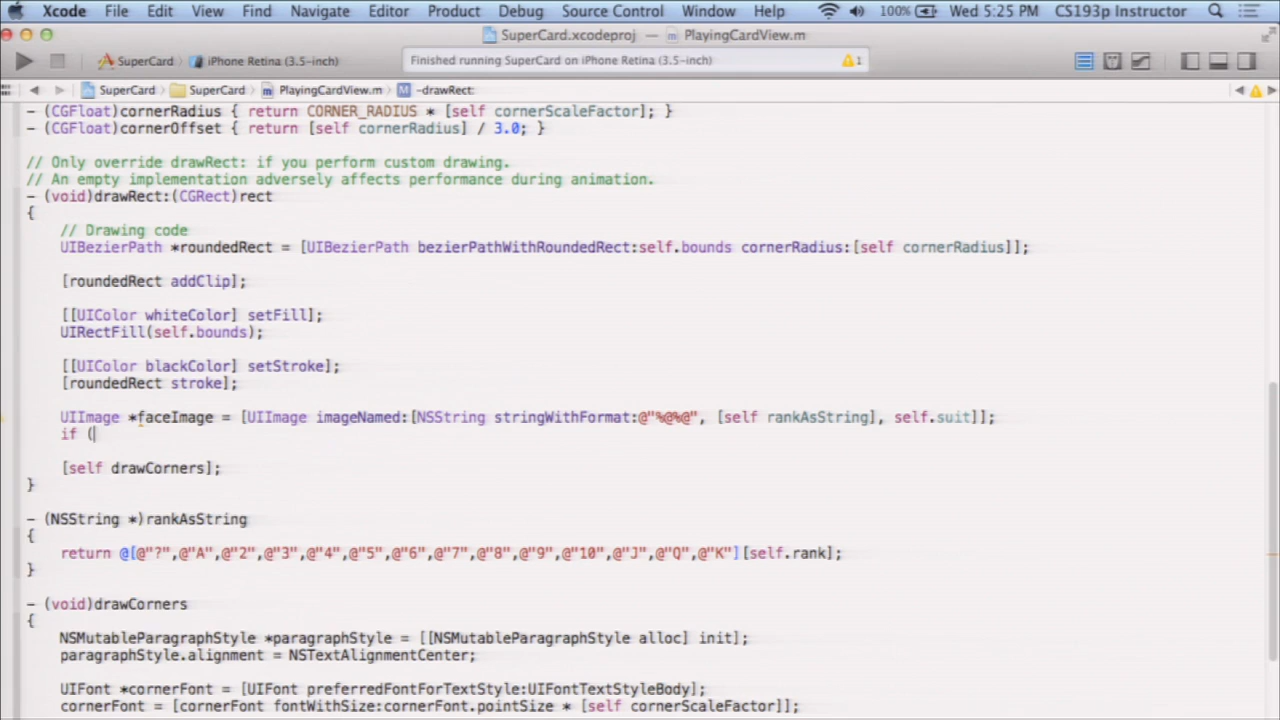 Xcode File Edit View Find Navigate Editor Product Debug Source Control Window Help 100% Wed 5:25 PM CS193p Instructor
SuperCard.xcodeproj — PlayingCardView.m
SuperCard iPhone Retina (3.5-inch) Finished running SuperCard on iPhone Retina (3.5-inch) 1
SuperCard SuperCard PlayingCardView.m M -drawRect:
- (CGFloat)cornerRadius { return CORNER_RADIUS * [self cornerScaleFactor]; }
- (CGFloat)cornerOffset { return [self cornerRadius] / 3.0; }
// Only override drawRect: if you perform custom drawing.
// An empty implementation adversely affects performance during animation.
- (void)drawRect:(CGRect)rect
{
// Drawing code
UIBezierPath *roundedRect = [UIBezierPath bezierPathWithRoundedRect:self.bounds cornerRadius:[self cornerRadius]];
[roundedRect addClip];
[[UIColor whiteColor] setFill];
UIRectFill(self.bounds);
[[UIColor blackColor] setStroke];
[roundedRect stroke];
UIImage *faceImage = [UIImage imageNamed:[NSString stringWithFormat:@"%@%@", [self rankAsString], self.suit]];
if (
[self drawCorners];
}
- (NSString *)rankAsString
{
return @[@"?",@"A",@"2",@"3",@"4",@"5",@"6",@"7",@"8",@"9",@"10",@"J",@"Q",@"K"][self.rank];
}
- (void)drawCorners
{
NSMutableParagraphStyle *paragraphStyle = [[NSMutableParagraphStyle alloc] init];
paragraphStyle.alignment = NSTextAlignmentCenter;
UIFont *cornerFont = [UIFont preferredFontForTextStyle:UIFontTextStyleBody];
cornerFont = [cornerFont fontWithSize:cornerFont.pointSize * [self cornerScaleFactor]];